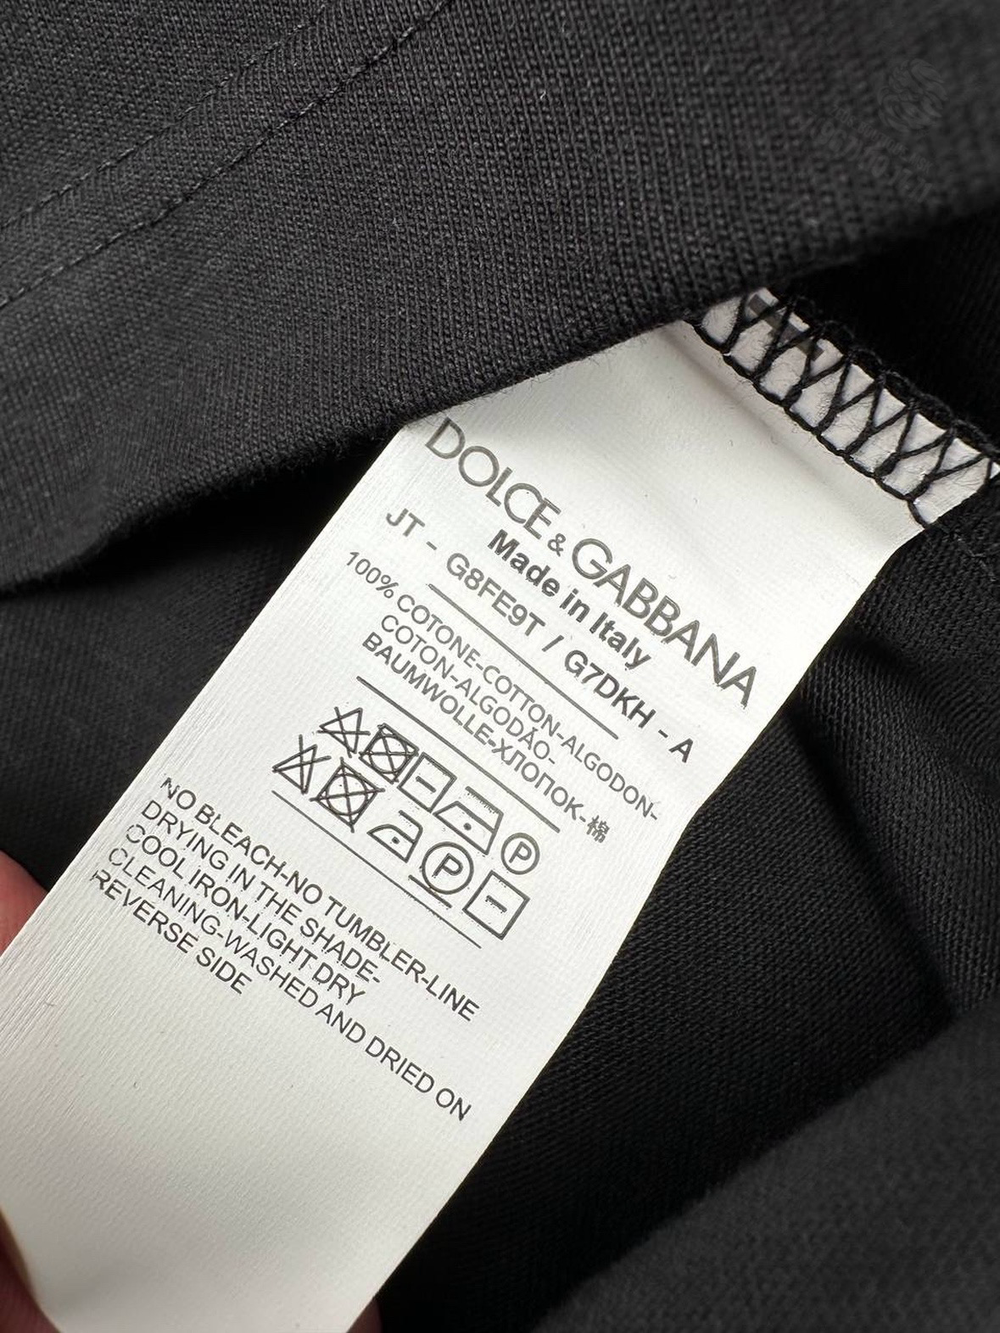 DOLCE & GABBANA
Made in Italy
JT - G8FE9T / G7DKH - A
100% COTONE-COTTON-ALGODON-
COTON-ALGODÃO-
BAUMWOLLE-ХЛОПОК-棉
P
P
NO BLEACH-NO TUMBLER-LINE
DRYING IN THE SHADE-
COOL IRON-LIGHT DRY
CLEANING-WASHED AND DRIED ON
REVERSE SIDE